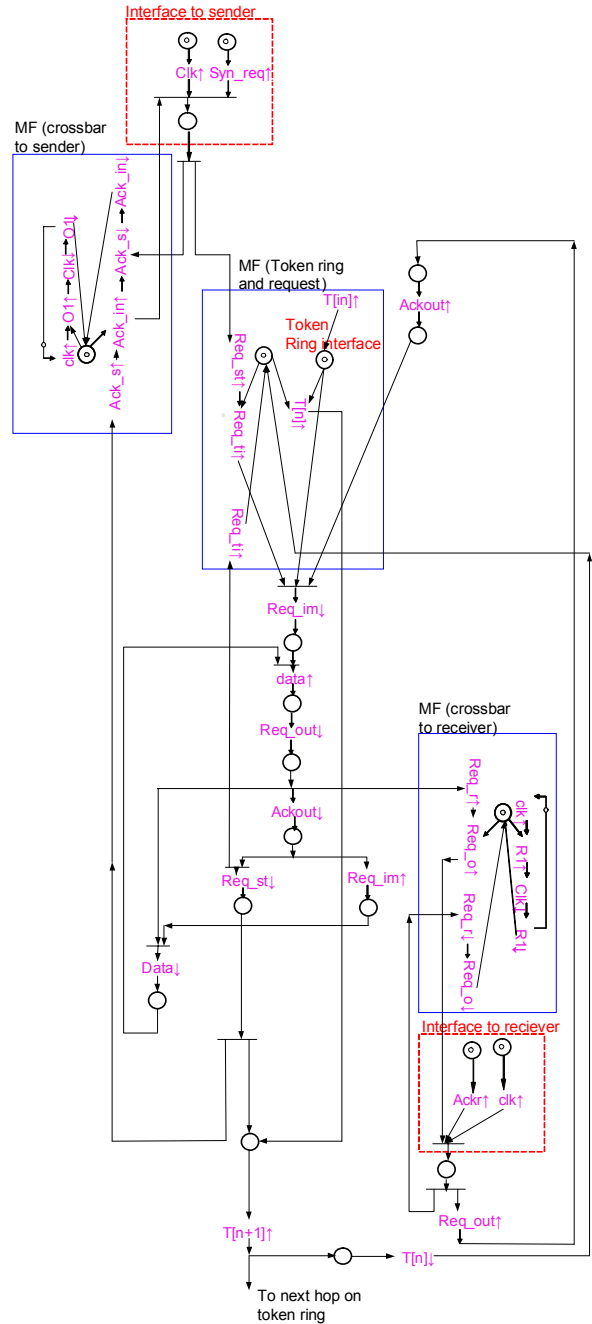 Interface to sender
Clk↑ Syn_req↑
MF (crossbar
to sender)
Ack_in↓
Ack_s↓
Ack_in↑
Ack_s↑
O1↓
Clk↓
O1↑
clk↑
MF (Token ring
and request)
T[in]↑
Token
Ring interface
Req_st↑
T[n]↑
Req_ti↑
Req_ti↑
Ackout↑
Req_im↓
data↑
Req_out↓
Ackout↓
Req_st↓
Req_im↑
Data↓
MF (crossbar
to receiver)
Req_r↑
Req_o↑
Req_r↓
Req_o↓
clk↑
R1↑
Clk↓
R1↓
Interface to reciever
Ackr↑ clk↑
Req_out↑
T[n+1]↑
T[n]↓
To next hop on
token ring